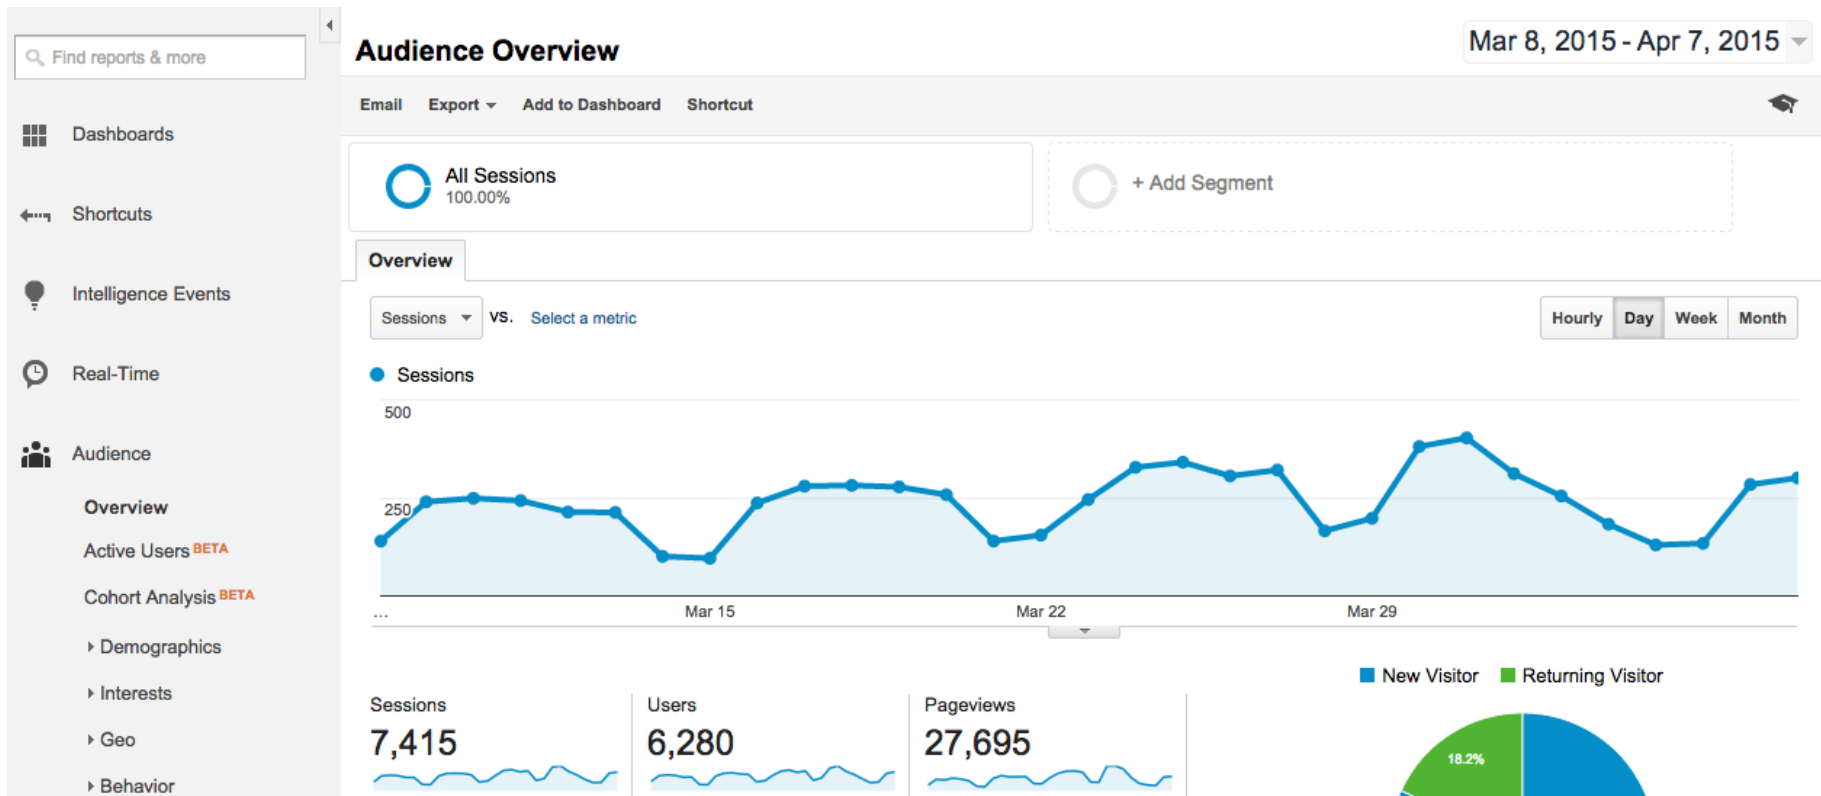 Find reports & more
Dashboards
Shortcuts
Intelligence Events
Real-Time
Audience
Overview
Active Users BETA
Cohort Analysis BETA
Demographics
Interests
Geo
Behavior
Audience Overview
Mar 8, 2015 - Apr 7, 2015
Email Export Add to Dashboard Shortcut
All Sessions
100.00%
+ Add Segment
Overview
Sessions VS. Select a metric
Hourly Day Week Month
Sessions
500
250
... Mar 15 Mar 22 Mar 29
New Visitor Returning Visitor
Sessions
7,415
Users
6,280
Pageviews
27,695
18.2%